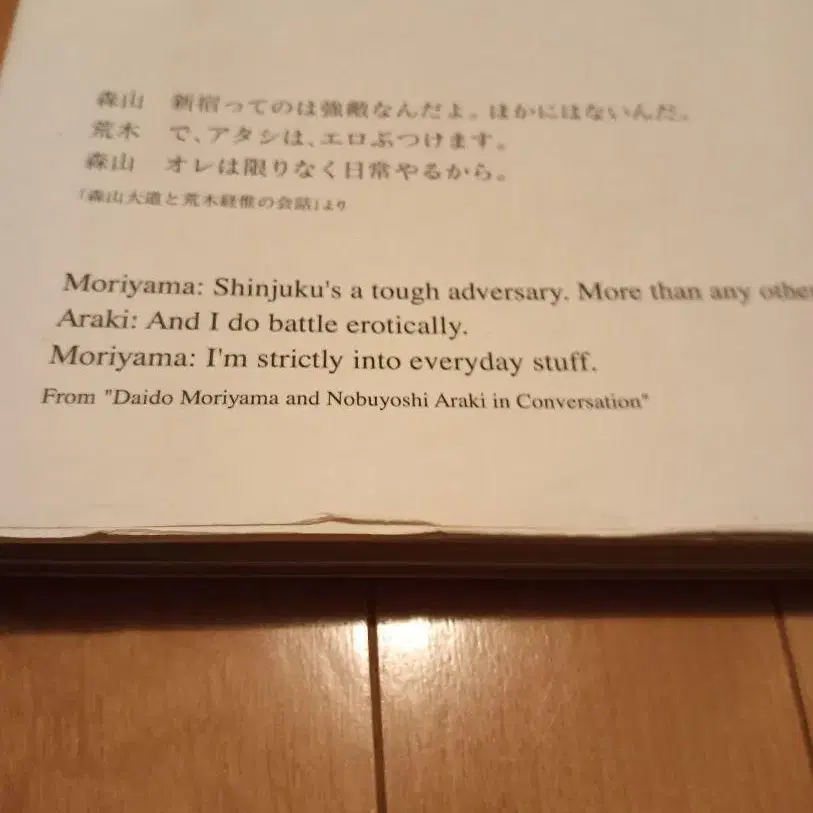 森山　新宿ってのは強敵なんだよ。ほかにはないんだ。
荒木　で、アタシは、エロぶつけます。
森山　オレは限りなく日常やるから。
「森山大道と荒木経惟の会話」より
Moriyama: Shinjuku's a tough adversary. More than any other
Araki: And I do battle erotically.
Moriyama: I'm strictly into everyday stuff.
From "Daido Moriyama and Nobuyoshi Araki in Conversation"